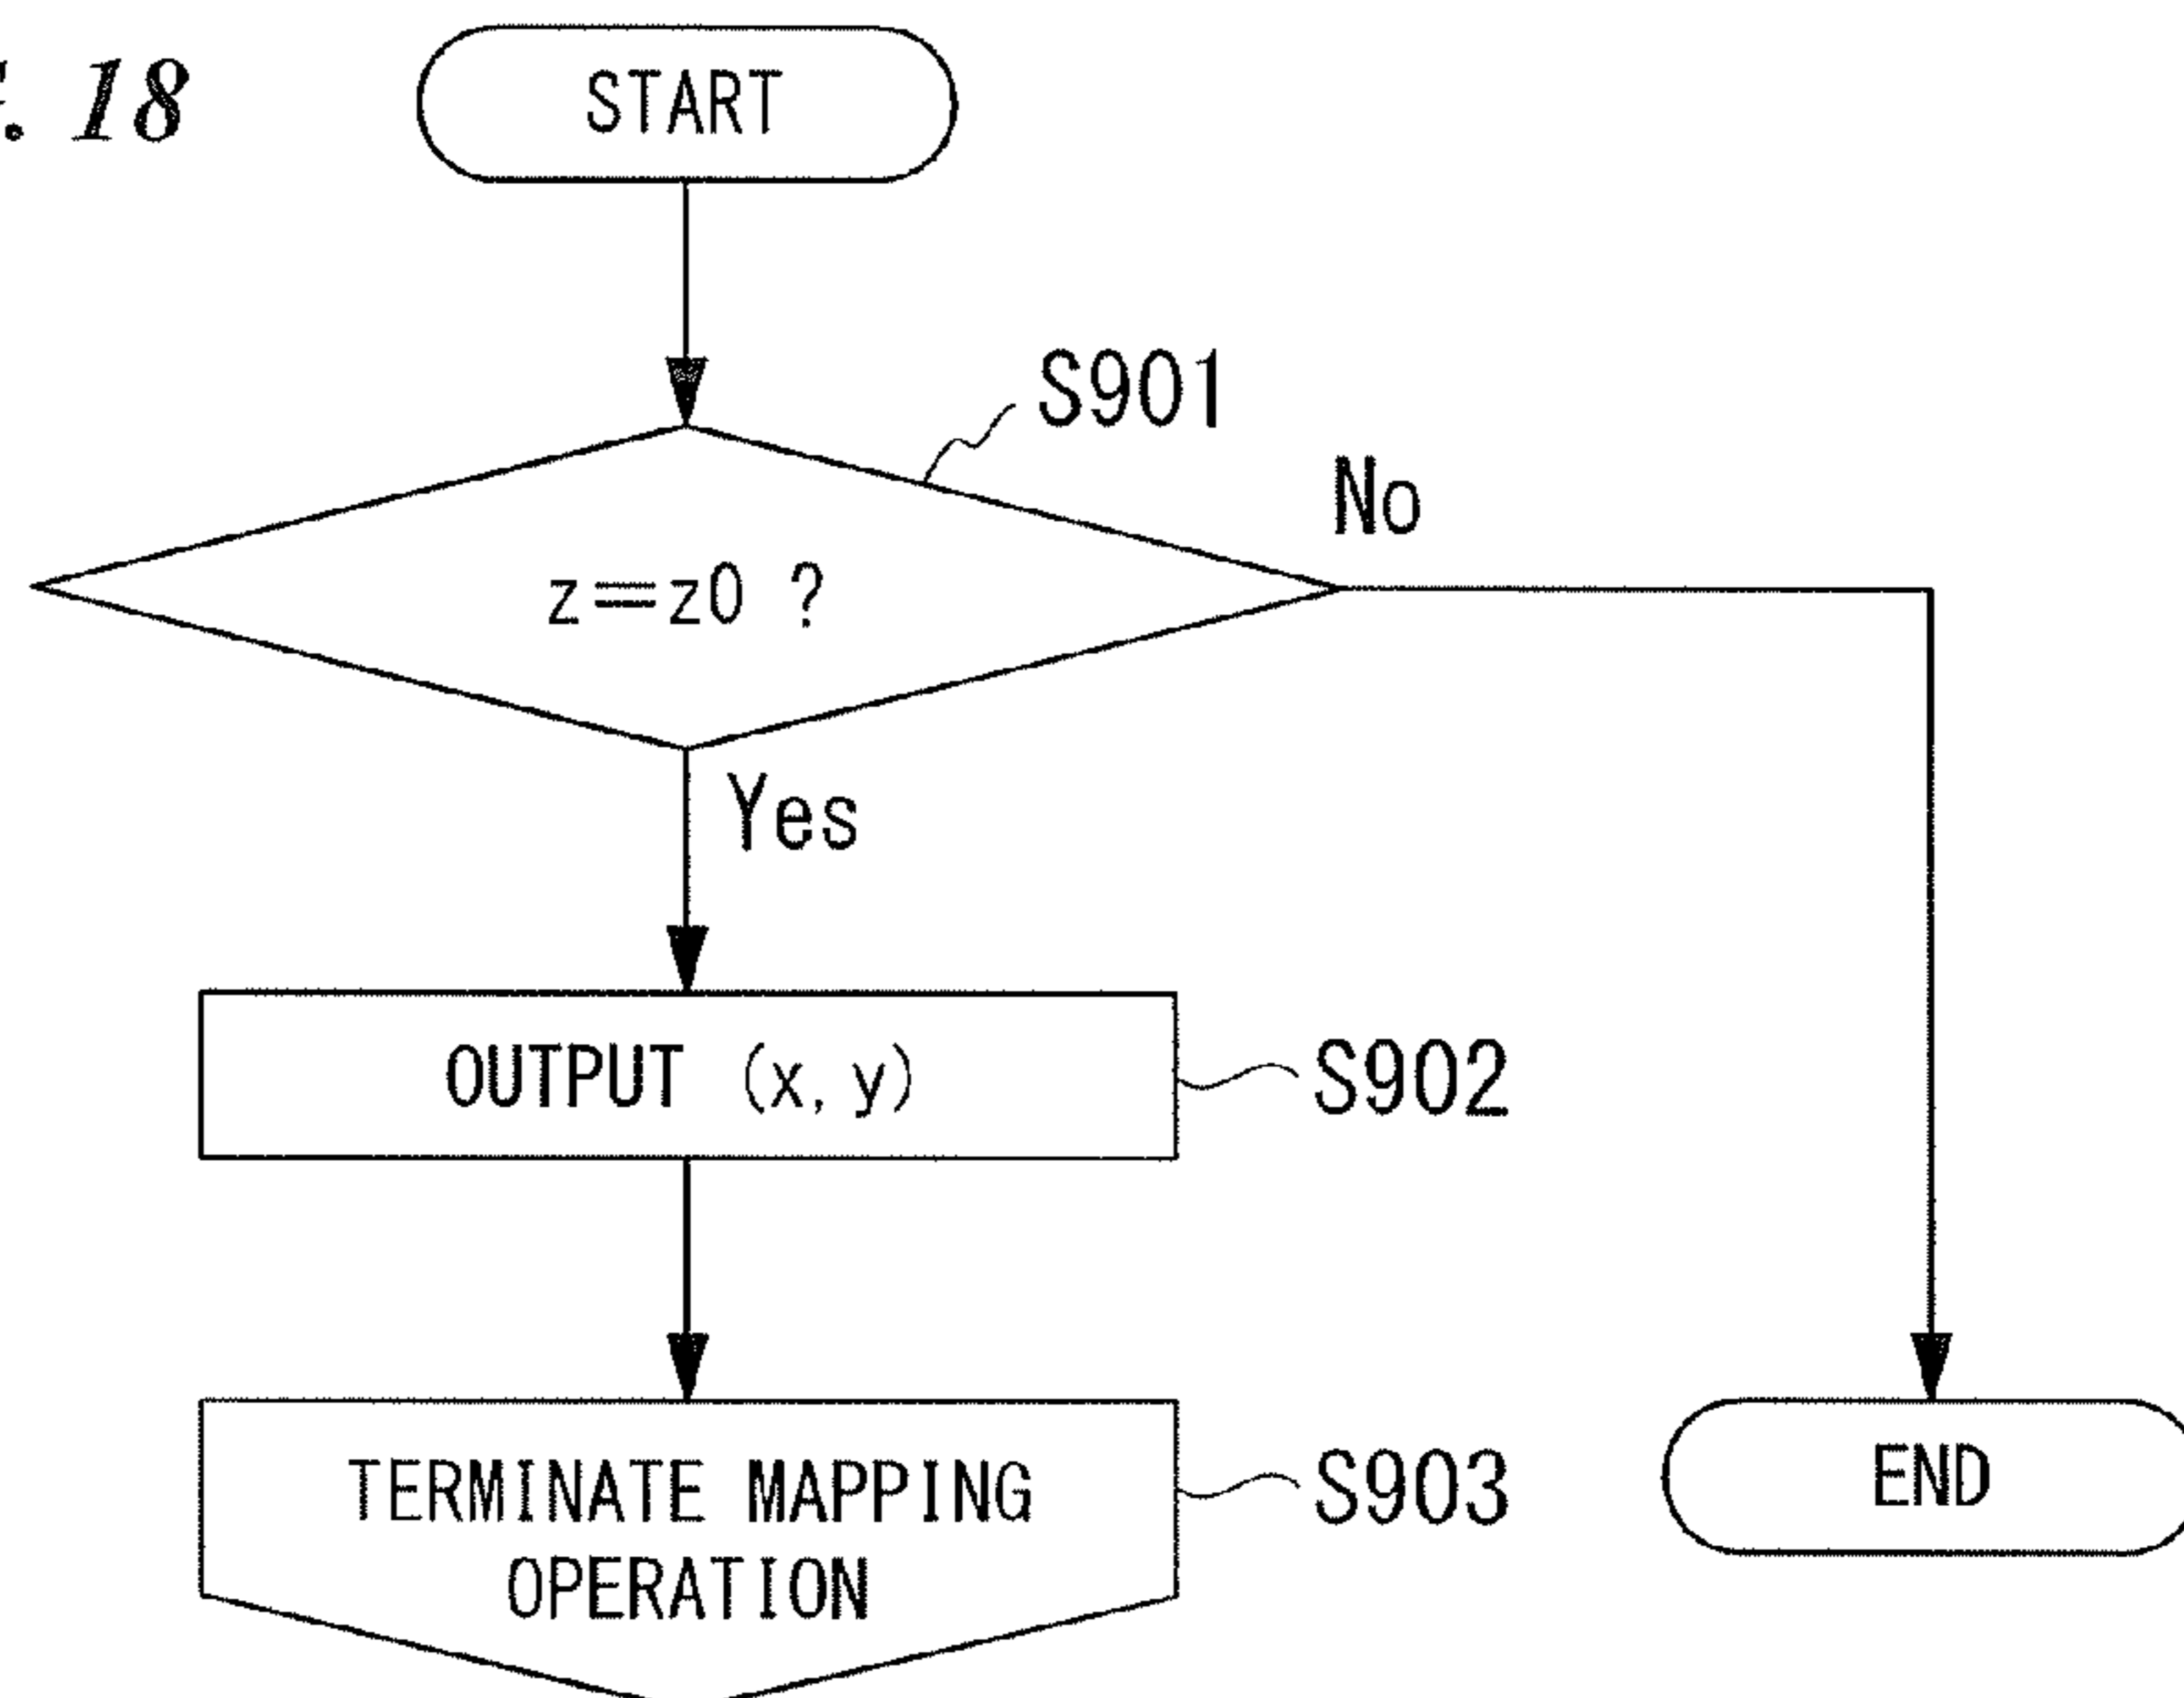 . 18
START
S901
No
z==z0 ?
Yes
OUTPUT (x, y)
S902
TERMINATE MAPPING
OPERATION
S903
END